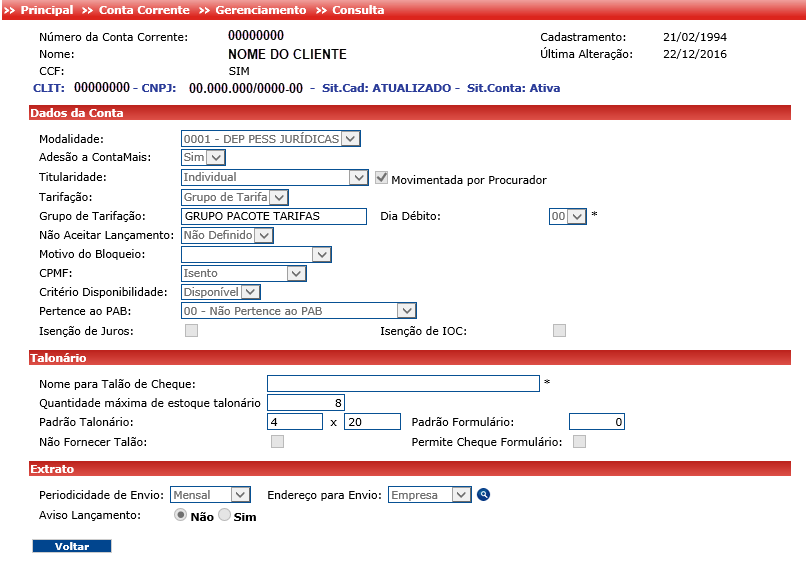 >> Principal >> Conta Corrente >> Gerenciamento >> Consulta
Número da Conta Corrente: 00000000 Cadastramento: 21/02/1994
Nome: NOME DO CLIENTE Última Alteração: 22/12/2016
CCF: SIM
CLIT: 00000000 - CNPJ: 00.000.000/0000-00 - Sit.Cad: ATUALIZADO - Sit.Conta: Ativa
Dados da Conta
Modalidade: 0001 - DEP PESS JURÍDICAS
Adesão a ContaMais: Sim
Titularidade: Individual Movimentada por Procurador
Tarifação: Grupo de Tarifa
Grupo de Tarifação: GRUPO PACOTE TARIFAS Dia Débito: 00 *
Não Aceitar Lançamento: Não Definido
Motivo do Bloqueio:
CPMF: Isento
Critério Disponibilidade: Disponível
Pertence ao PAB: 00 - Não Pertence ao PAB
Isenção de Juros: Isenção de IOC:
Talonário
Nome para Talão de Cheque: *
Quantidade máxima de estoque talonário 8
Padrão Talonário: 4 x 20 Padrão Formulário: 0
Não Fornecer Talão: Permite Cheque Formulário:
Extrato
Periodicidade de Envio: Mensal Endereço para Envio: Empresa
Aviso Lançamento: Não Sim
Voltar